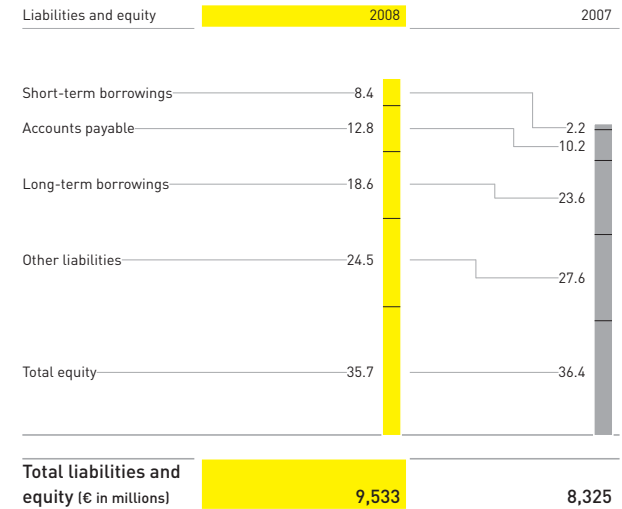 Liabilities and equity 2008 2007
Short-term borrowings 8.4 2.2
Accounts payable 12.8 10.2
Long-term borrowings 18.6 23.6
Other liabilities 24.5 27.6
Total equity 35.7 36.4
Total liabilities and
equity (€ in millions) 9,533 8,325